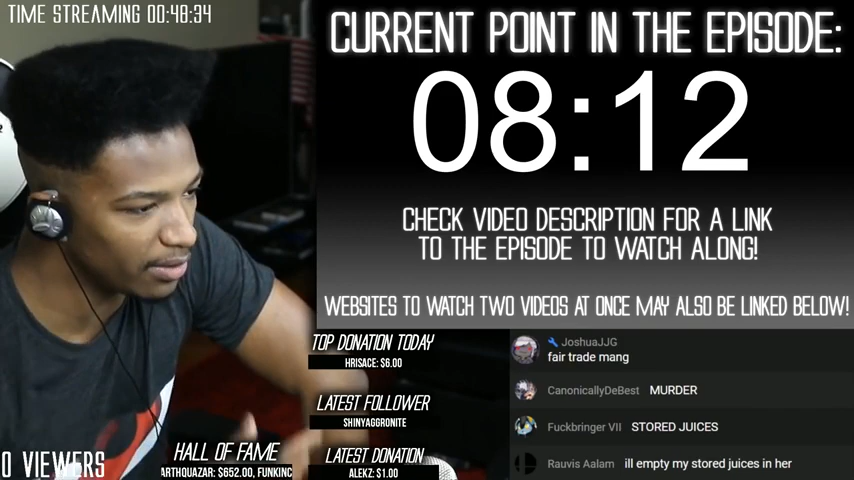 TIME STREAMING 00:48:34
CURRENT POINT IN THE EPISODE:
08:12
CHECK VIDEO DESCRIPTION FOR A LINK
TO THE EPISODE TO WATCH ALONG!
WEBSITES TO WATCH TWO VIDEOS AT ONCE MAY ALSO BE LINKED BELOW!
TOP DONATION TODAY
HRISACE: $6.00
LATEST FOLLOWER
SHINYAGGRONITE
LATEST DONATION
ALEKZ: $1.00
HALL OF FAME
ARTHQUAZAR: $652.00, FUNKINC
0 VIEWERS
JoshuaJJG
fair trade mang
CanonicallyDeBest MURDER
Fuckbringer VII STORED JUICES
Rauvis Aalam ill empty my stored juices in her